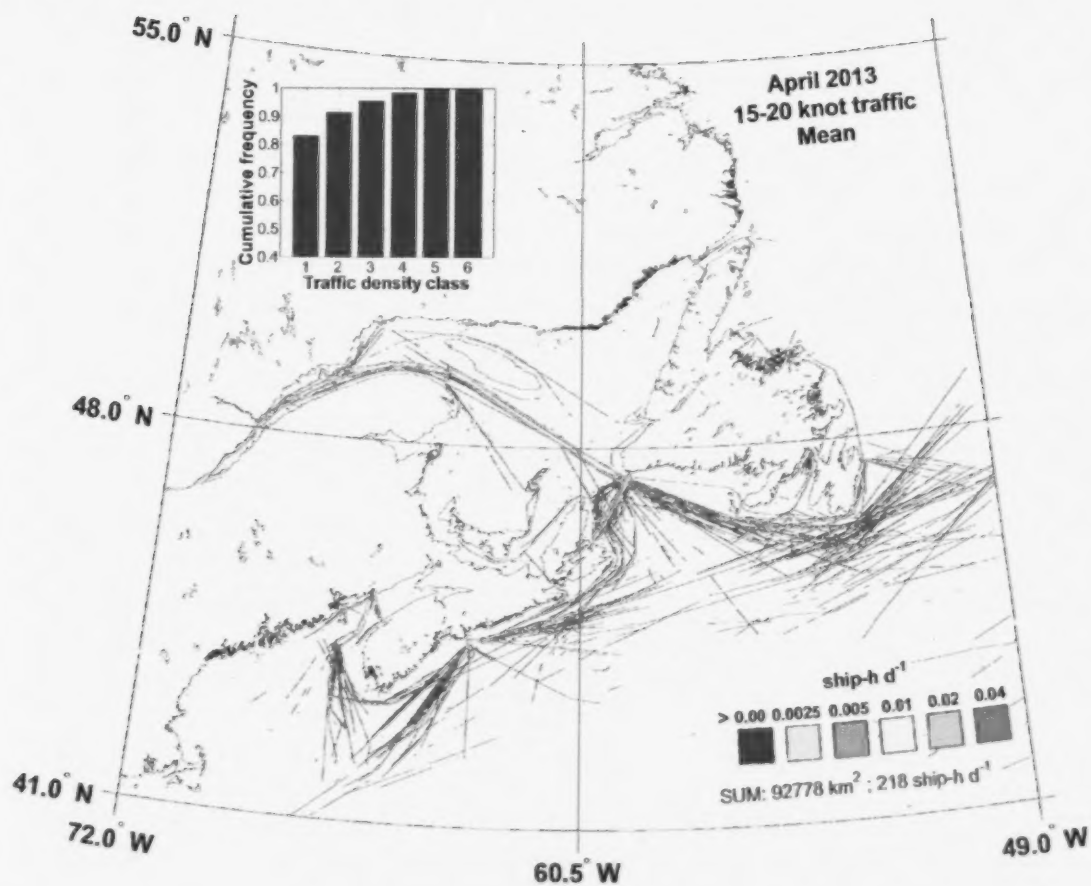 55.0° N
April 2013
15-20 knot traffic
Mean
Cumulative frequency
1
0.9
0.8
0.7
0.6
0.5
0.4
1 2 3 4 5 6
Traffic density class
48.0° N
ship-h d⁻¹
> 0.00 0.0025 0.005 0.01 0.02 0.04
SUM: 92778 km² ; 218 ship-h d⁻¹
41.0° N
72.0° W
60.5° W
49.0° W